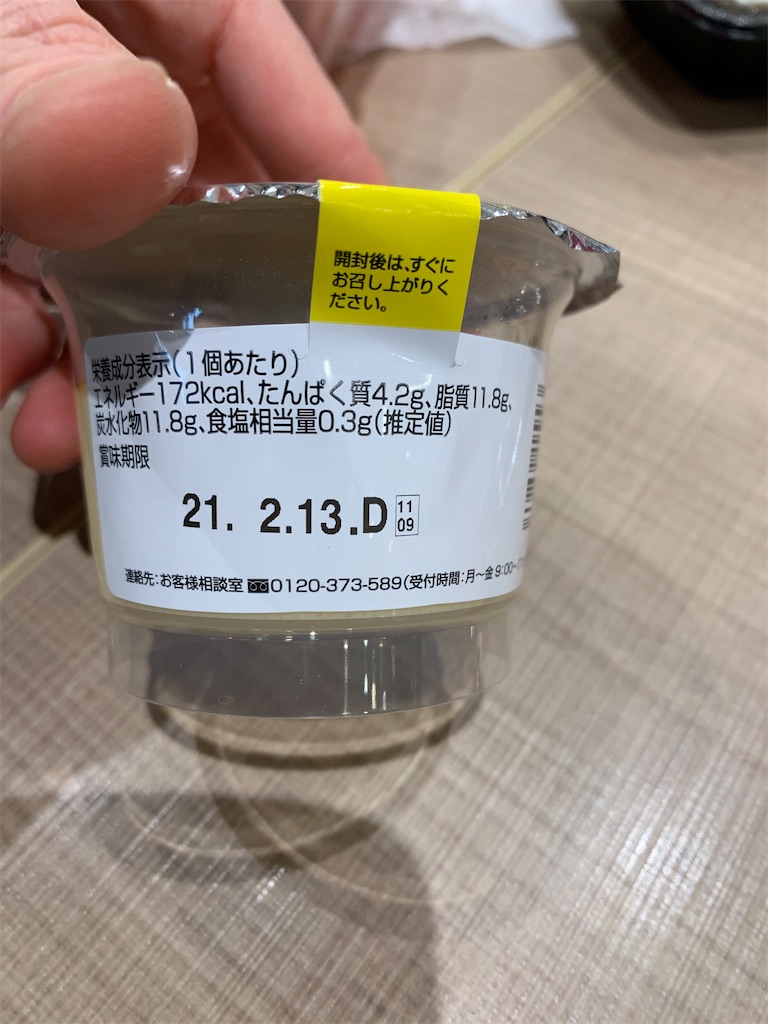 開封後は、すぐに
お召し上がりく
ださい。
栄養成分表示(1個あたり)
エネルギー172kcal、たんぱく質4.2g、脂質11.8g、
炭水化物11.8g、食塩相当量0.3g(推定値)
賞味期限
21. 2.13.D 11
09
連絡先:お客様相談室 0120-373-589(受付時間:月~金 9:00~